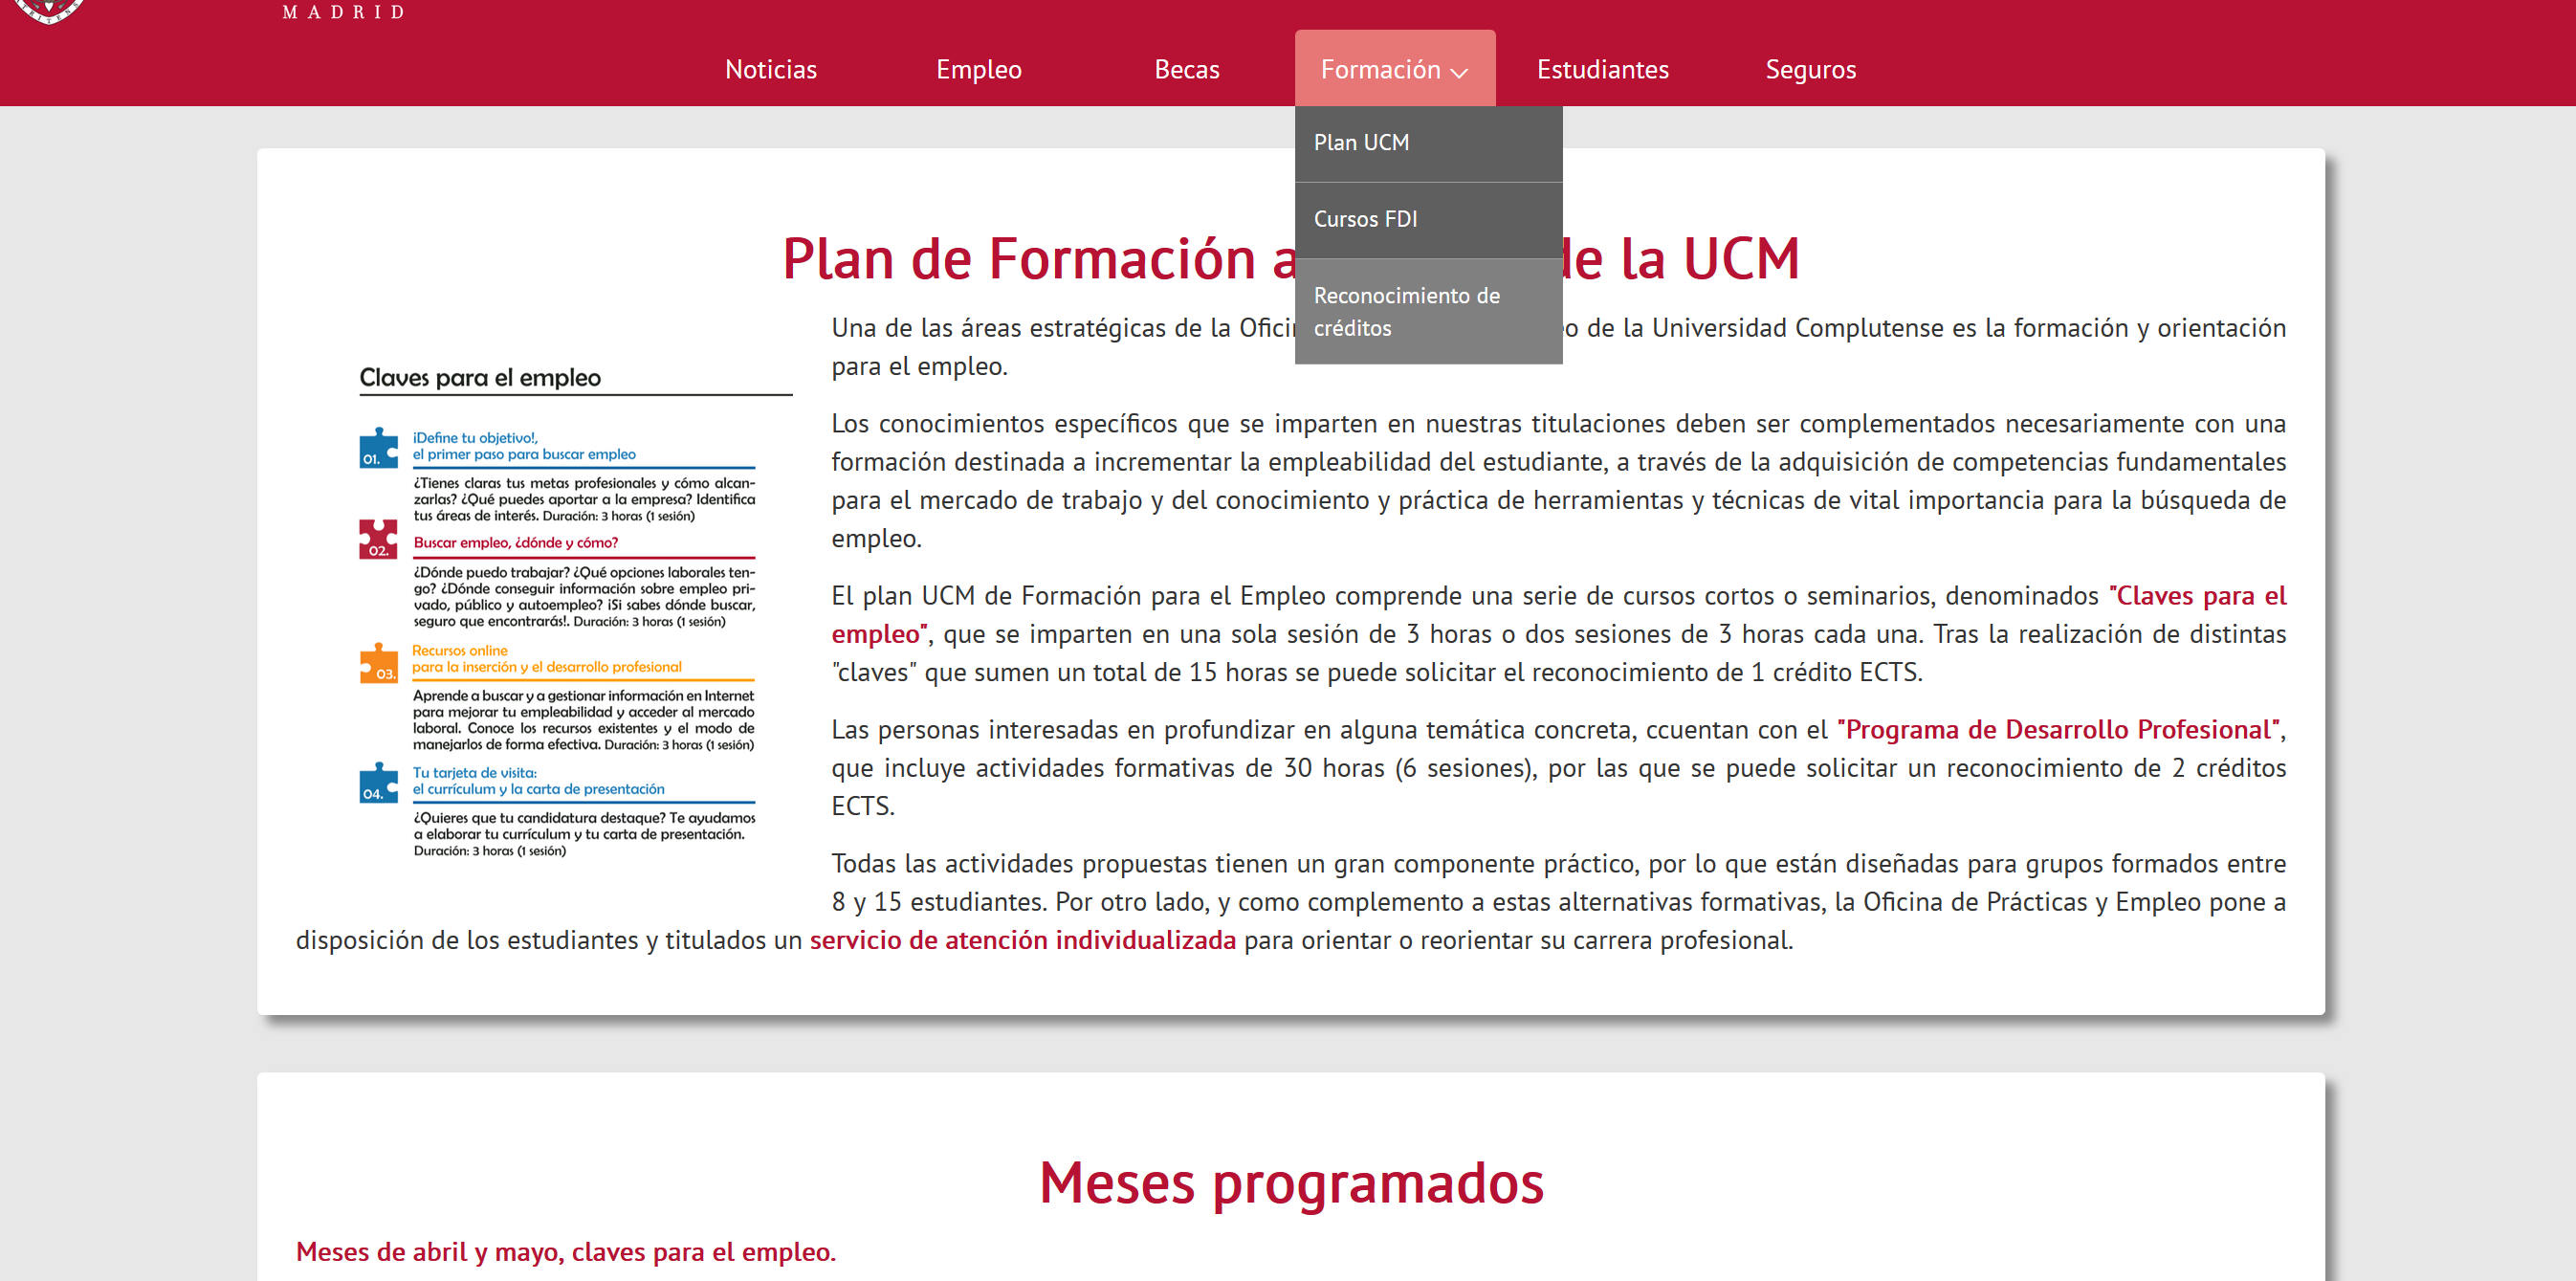 MADRID
Noticias Empleo Becas Formación Estudiantes Seguros
Plan UCM
Cursos FDI
Reconocimiento de
créditos
Plan de Formación a de la UCM
Claves para el empleo
01. ¡Define tu objetivo!,
el primer paso para buscar empleo
¿Tienes claras tus metas profesionales y cómo alcan-
zarlas? ¿Qué puedes aportar a la empresa? Identifica
tus áreas de interés. Duración: 3 horas (1 sesión)
02. Buscar empleo, ¿dónde y cómo?
¿Dónde puedo trabajar? ¿Qué opciones laborales ten-
go? ¿Dónde conseguir información sobre empleo pri-
vado, público y autoempleo? ¡Si sabes dónde buscar,
seguro que encontrarás!. Duración: 3 horas (1 sesión)
03. Recursos online
para la inserción y el desarrollo profesional
Aprende a buscar y a gestionar información en Internet
para mejorar tu empleabilidad y acceder al mercado
laboral. Conoce los recursos existentes y el modo de
manejarlos de forma efectiva. Duración: 3 horas (1 sesión)
04. Tu tarjeta de visita:
el currículum y la carta de presentación
¿Quieres que tu candidatura destaque? Te ayudamos
a elaborar tu currículum y tu carta de presentación.
Duración: 3 horas (1 sesión)
Una de las áreas estratégicas de la de la Universidad Complutense es la formación y orientación
para el empleo.
Los conocimientos específicos que se imparten en nuestras titulaciones deben ser complementados necesariamente con una
formación destinada a incrementar la empleabilidad del estudiante, a través de la adquisición de competencias fundamentales
para el mercado de trabajo y del conocimiento y práctica de herramientas y técnicas de vital importancia para la búsqueda de
empleo.
El plan UCM de Formación para el Empleo comprende una serie de cursos cortos o seminarios, denominados "Claves para el
empleo", que se imparten en una sola sesión de 3 horas o dos sesiones de 3 horas cada una. Tras la realización de distintas
"claves" que sumen un total de 15 horas se puede solicitar el reconocimiento de 1 crédito ECTS.
Las personas interesadas en profundizar en alguna temática concreta, ccuentan con el "Programa de Desarrollo Profesional",
que incluye actividades formativas de 30 horas (6 sesiones), por las que se puede solicitar un reconocimiento de 2 créditos
ECTS.
Todas las actividades propuestas tienen un gran componente práctico, por lo que están diseñadas para grupos formados entre
8 y 15 estudiantes. Por otro lado, y como complemento a estas alternativas formativas, la Oficina de Prácticas y Empleo pone a
disposición de los estudiantes y titulados un servicio de atención individualizada para orientar o reorientar su carrera profesional.
Meses programados
Meses de abril y mayo, claves para el empleo.